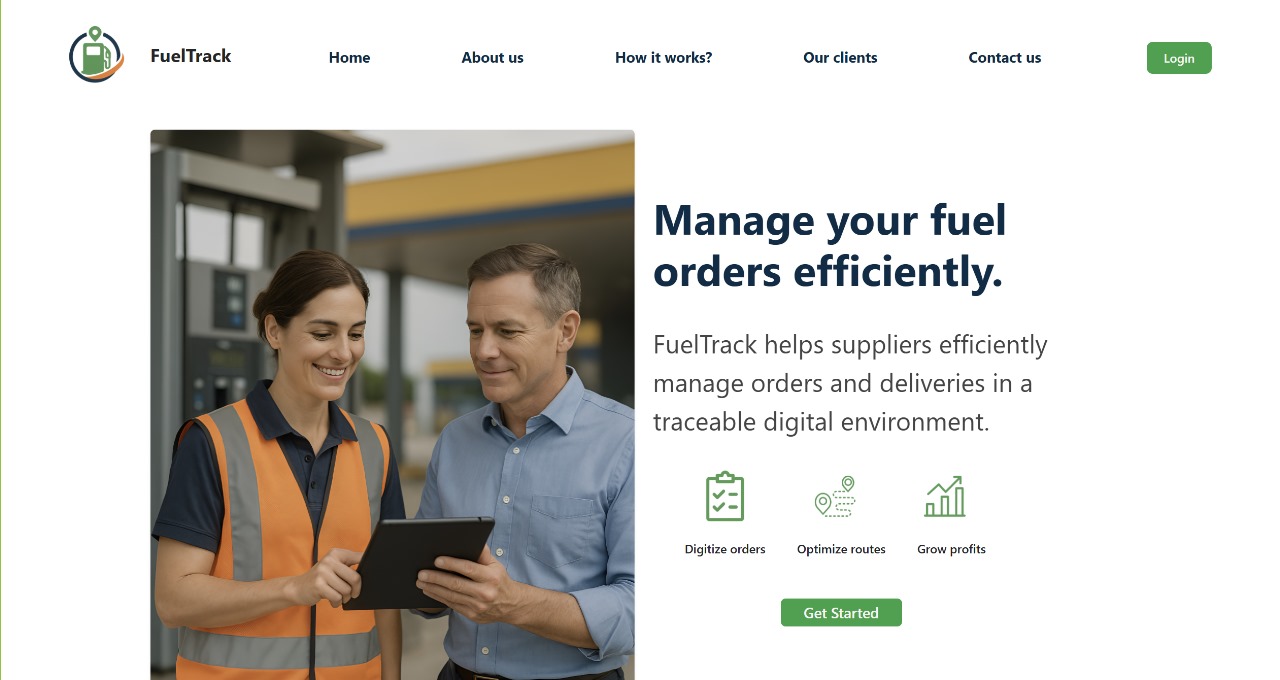 FuelTrack
Home
About us
How it works?
Our clients
Contact us
Login
Manage your fuel
orders efficiently.
FuelTrack helps suppliers efficiently
manage orders and deliveries in a
traceable digital environment.
Digitize orders
Optimize routes
Grow profits
Get Started